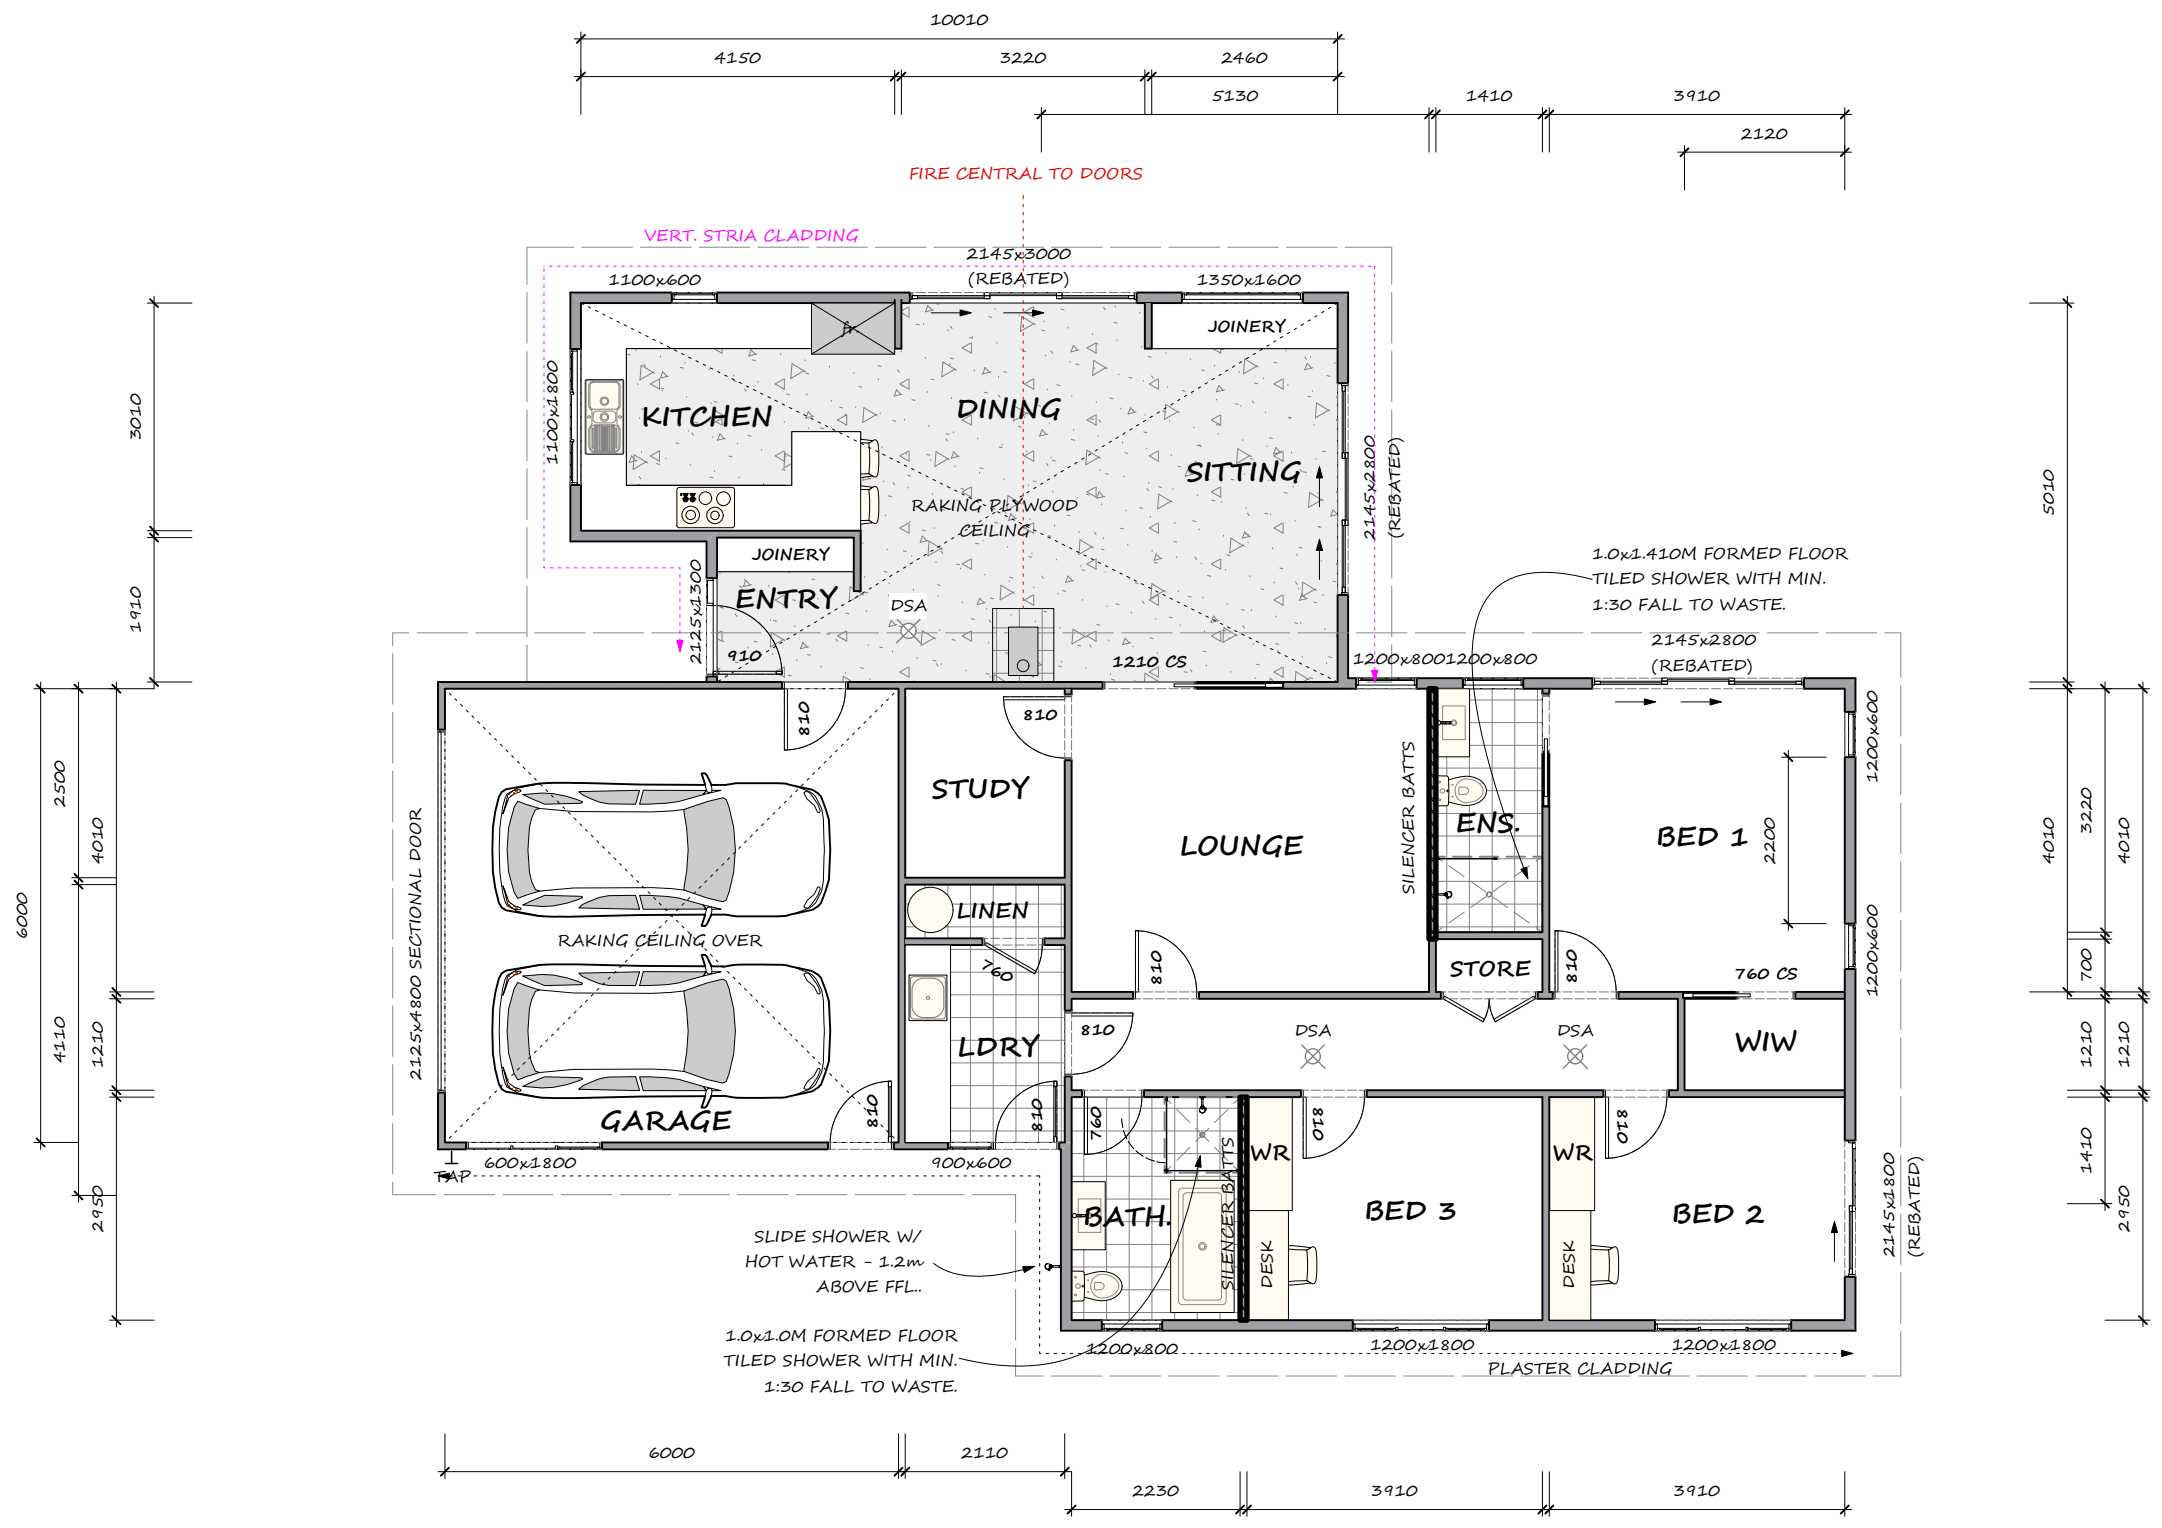 10010
4150
3220
2460
5130
1410
3910
2120
FIRE CENTRAL TO DOORS
VERT. STRIA CLADDING
2145x3000
(REBATED)
1100x600
1350x1600
fr
JOINERY
1100x1800
KITCHEN
DINING
SITTING
2145x2800
(REBATED)
RAKING PLYWOOD
CEILING
JOINERY
ENTRY
DSA
2125x1300
910
1210 CS
1.0x1.410M FORMED FLOOR
TILED SHOWER WITH MIN.
1:30 FALL TO WASTE.
2145x2800
(REBATED)
1200x800
1200x800
3010
1910
5010
810
810
STUDY
LOUNGE
SILENCER BATTS
ENS.
BED 1
2200
1200x600
1200x600
2125x4800 SECTIONAL DOOR
RAKING CEILING OVER
LINEN
760
810
STORE
810
760 CS
LDRY
810
DSA
DSA
WIW
GARAGE
810
810
760
810
810
WR
WR
600x1800
900x600
TAP
BATH.
SILENCER BATTS
BED 3
BED 2
DESK
DESK
2145x1800
(REBATED)
SLIDE SHOWER W/
HOT WATER - 1.2m
ABOVE FFL..
1.0x1.0M FORMED FLOOR
TILED SHOWER WITH MIN.
1:30 FALL TO WASTE.
1200x800
1200x1800
1200x1800
PLASTER CLADDING
6000
2500
4110
4010
1210
2950
4010
3220
700
1210
1410
4010
1210
2950
6000
2110
2230
3910
3910